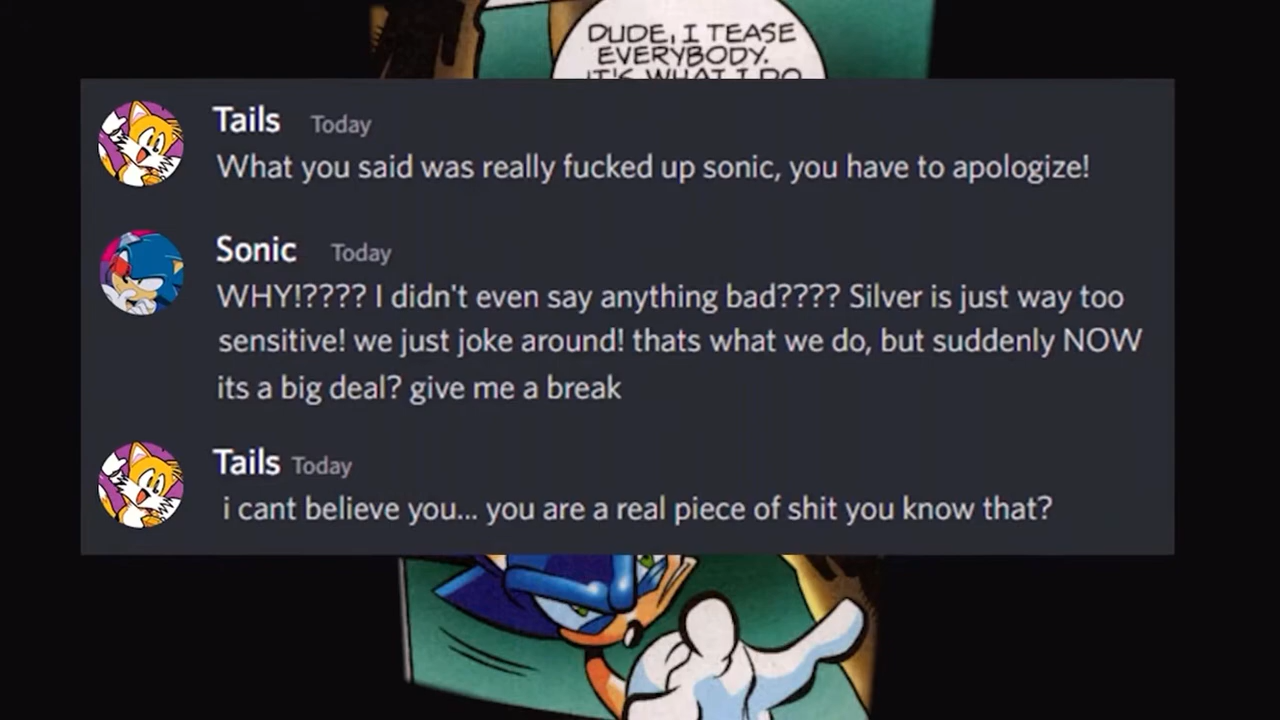 DUDE, I TEASE
EVERYBODY.
IT'S WHAT I DO
Tails Today
What you said was really fucked up sonic, you have to apologize!
Sonic Today
WHY!???? I didn't even say anything bad???? Silver is just way too
sensitive! we just joke around! thats what we do, but suddenly NOW
its a big deal? give me a break
Tails Today
i cant believe you... you are a real piece of shit you know that?